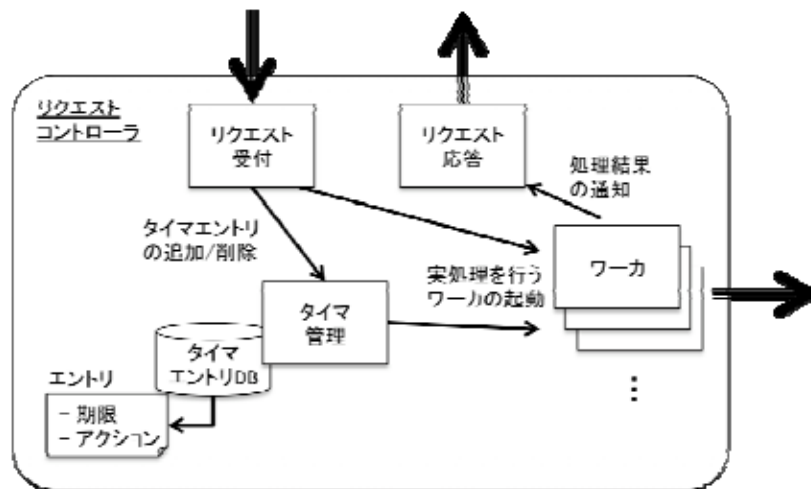 リクエスト
コントローラ
リクエスト
受付
リクエスト
応答
処理結果
の通知
タイマエントリ
の追加/削除
実処理を行う
ワーカの起動
ワーカ
タイマ
管理
タイマ
エントリDB
エントリ
- 期限
- アクション
⋮